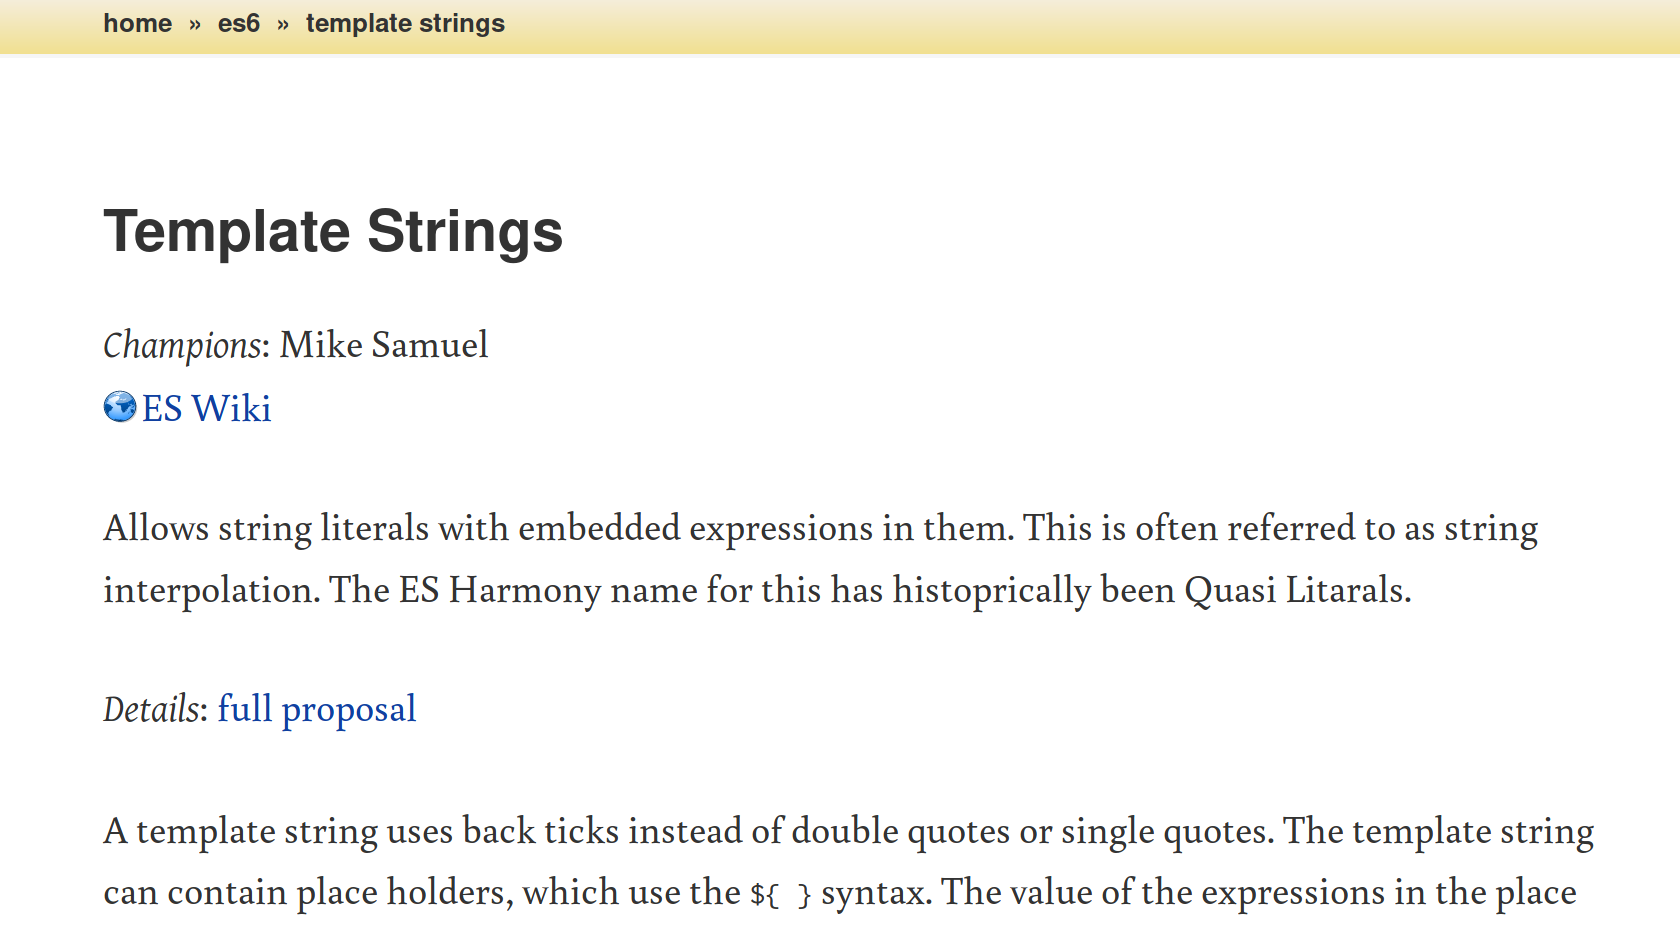 home » es6 » template strings
Template Strings
Champions: Mike Samuel
ES Wiki
Allows string literals with embedded expressions in them. This is often referred to as string
interpolation. The ES Harmony name for this has historically been Quasi Litarals.
Details: full proposal
A template string uses back ticks instead of double quotes or single quotes. The template string
can contain place holders, which use the ${ } syntax. The value of the expressions in the place